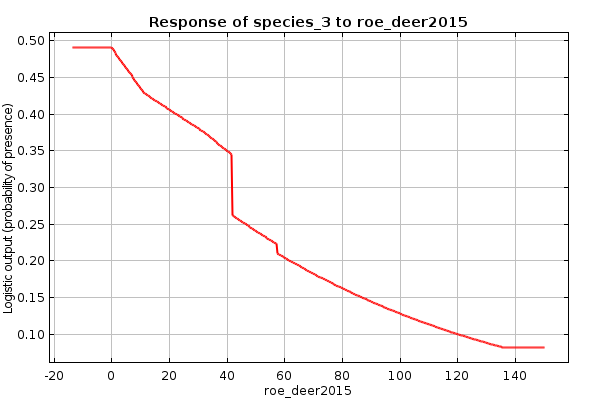 Response of species_3 to roe_deer2015
Logistic output (probability of presence)
0.50
0.45
0.40
0.35
0.30
0.25
0.20
0.15
0.10
-20 0 20 40 60 80 100 120 140
roe_deer2015